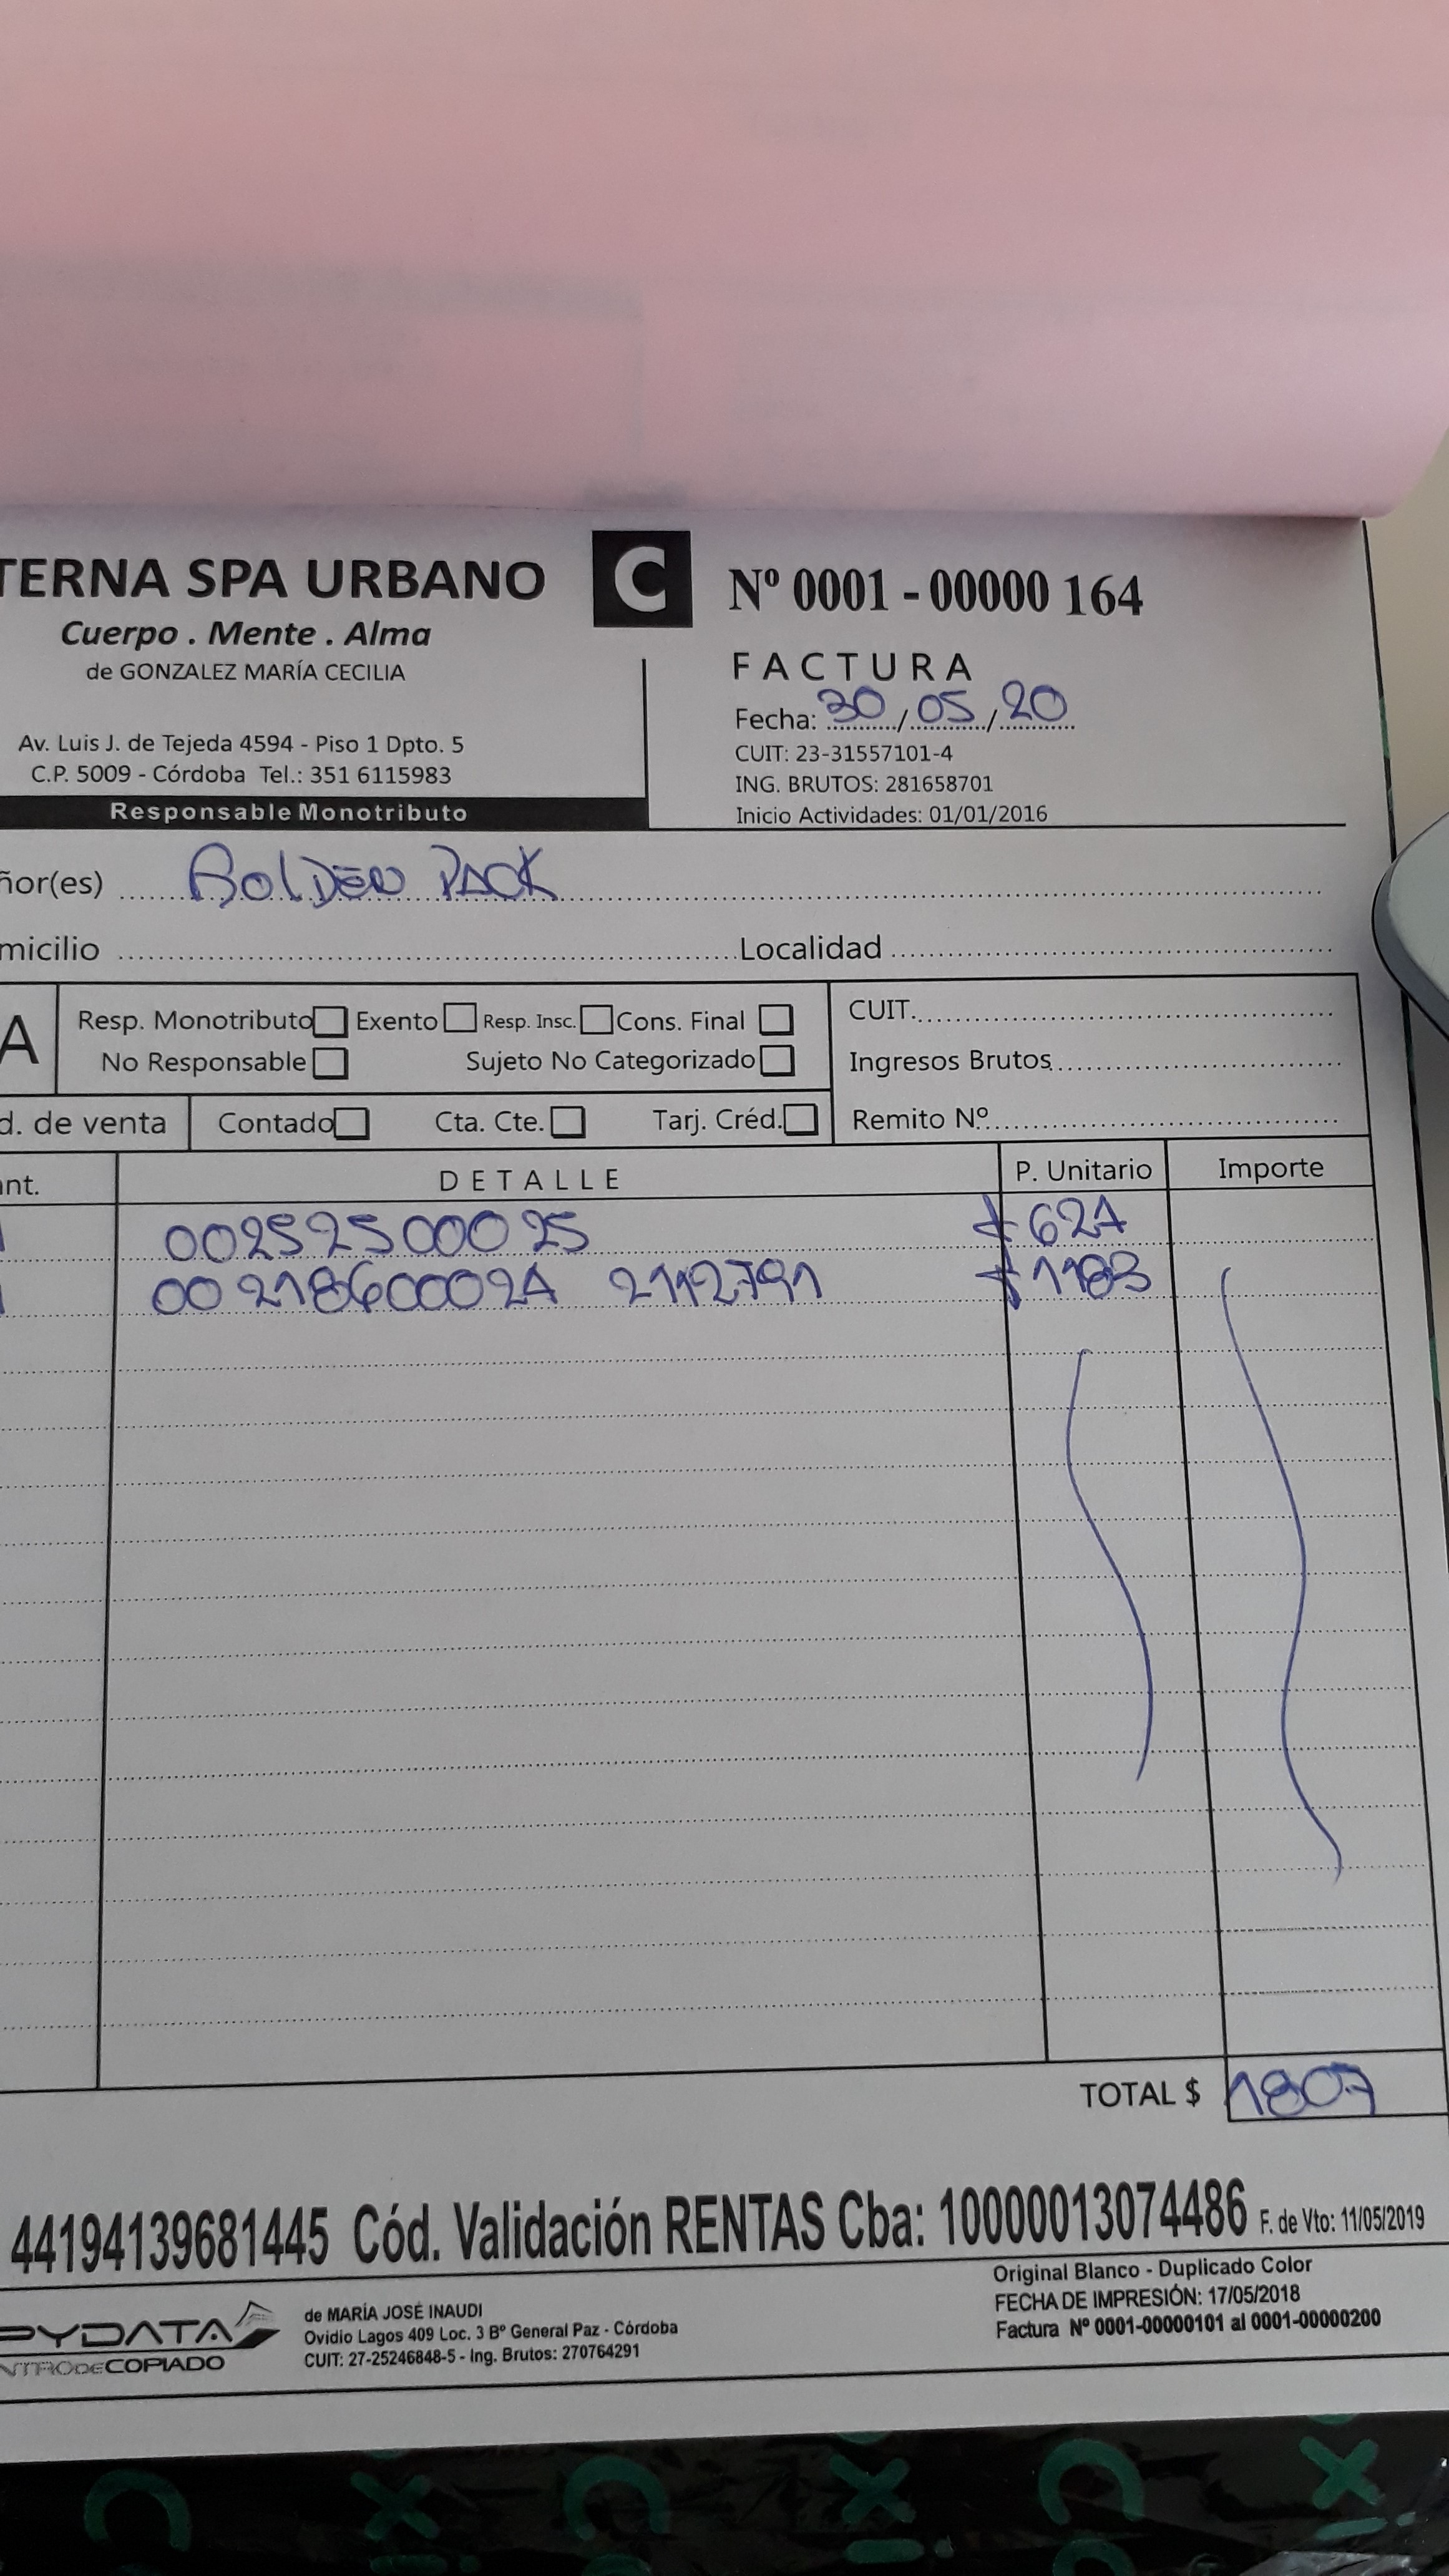 TERNA SPA URBANO
C
Nº 0001 - 00000 164
Cuerpo . Mente . Alma
de GONZALEZ MARÍA CECILIA
FACTURA
Fecha: 30/05/20
Av. Luis J. de Tejeda 4594 - Piso 1 Dpto. 5
C.P. 5009 - Córdoba Tel.: 351 6115983
Responsable Monotributo
CUIT: 23-31557101-4
ING. BRUTOS: 281658701
Inicio Actividades: 01/01/2016
ñor(es) BOLDEN PACK
micilio Localidad
A
Resp. Monotributo Exento Resp. Insc. Cons. Final
No Responsable Sujeto No Categorizado
CUIT.
Ingresos Brutos
d. de venta Contado Cta. Cte. Tarj. Créd.
Remito Nº
ant. DETALLE P. Unitario Importe
00252500025 $ 624
1 00218600024 2112791 $ 1183
TOTAL $ 1807
44194139681445 Cód. Validación RENTAS Cba: 10000013074486 F. de Vto: 11/05/2019
PYDATA
NTRO DE COPIADO
de MARÍA JOSÉ INAUDI
Ovidio Lagos 409 Loc. 3 Bº General Paz - Córdoba
CUIT: 27-25246848-5 - Ing. Brutos: 270764291
Original Blanco - Duplicado Color
FECHA DE IMPRESIÓN: 17/05/2018
Factura Nº 0001-00000101 al 0001-00000200